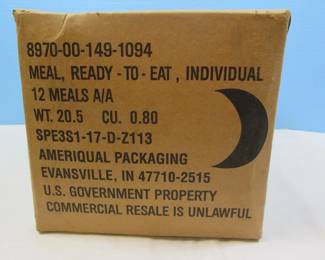 8970-00-149-1094
MEAL, READY - TO - EAT , INDIVIDUAL
12 MEALS A/A
WT. 20.5 CU. 0.80
SPE3S1-17-D-Z113
AMERIQUAL PACKAGING
EVANSVILLE, IN 47710-2515
U.S. GOVERNMENT PROPERTY
COMMERCIAL RESALE IS UNLAWFUL